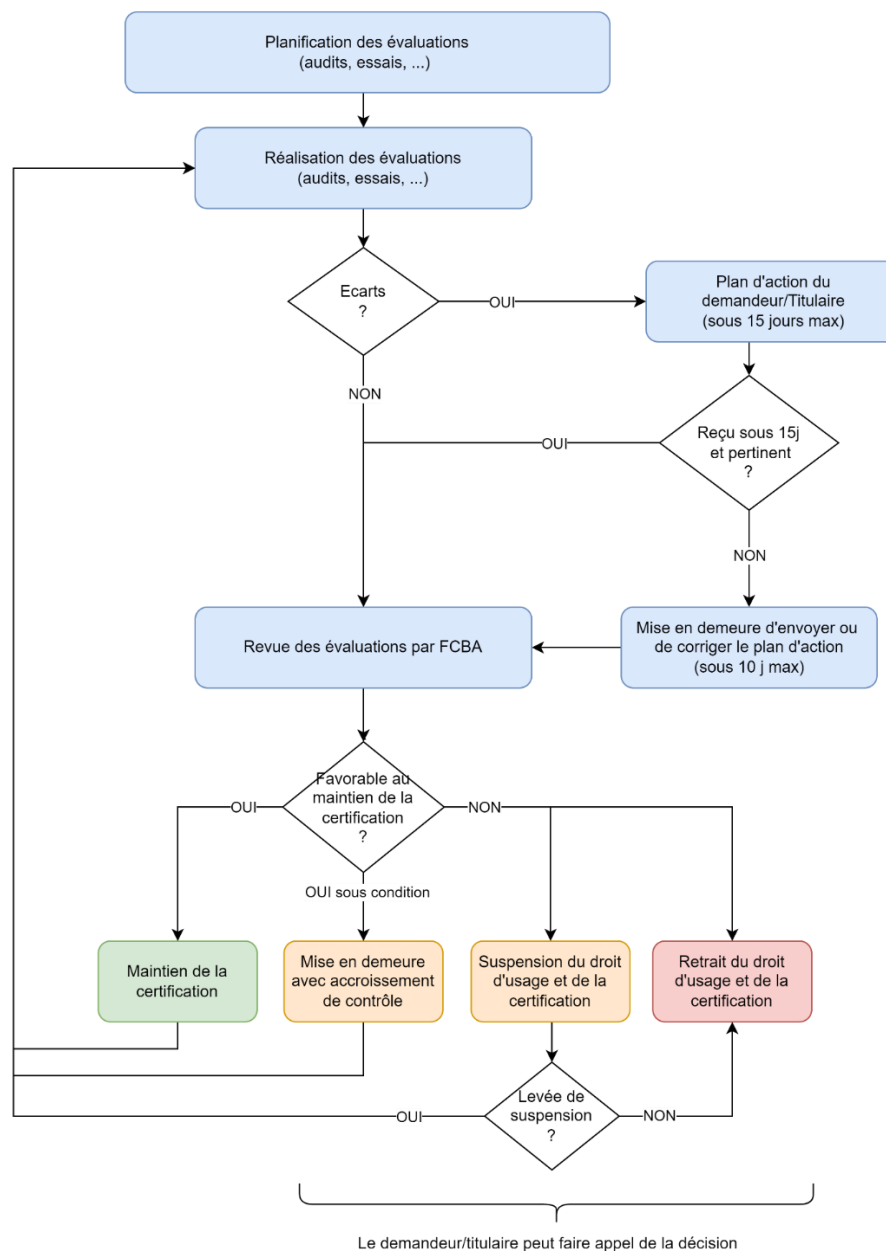 Planification des évaluations
(audits, essais, ...)
Réalisation des évaluations
(audits, essais, ...)
Ecarts
?
OUI
Plan d'action du
demandeur/Titulaire
(sous 15 jours max)
NON
OUI
Reçu sous 15j
et pertinent
?
NON
Revue des évaluations par FCBA
Mise en demeure d'envoyer ou
de corriger le plan d'action
(sous 10 j max)
Favorable au
maintien de la
certification
?
OUI
NON
OUI sous condition
Maintien de la
certification
Mise en demeure
avec accroissement
de contrôle
Suspension du droit
d'usage et de la
certification
Retrait du droit
d'usage et de la
certification
Levée de
suspension
?
OUI
NON
Le demandeur/titulaire peut faire appel de la décision